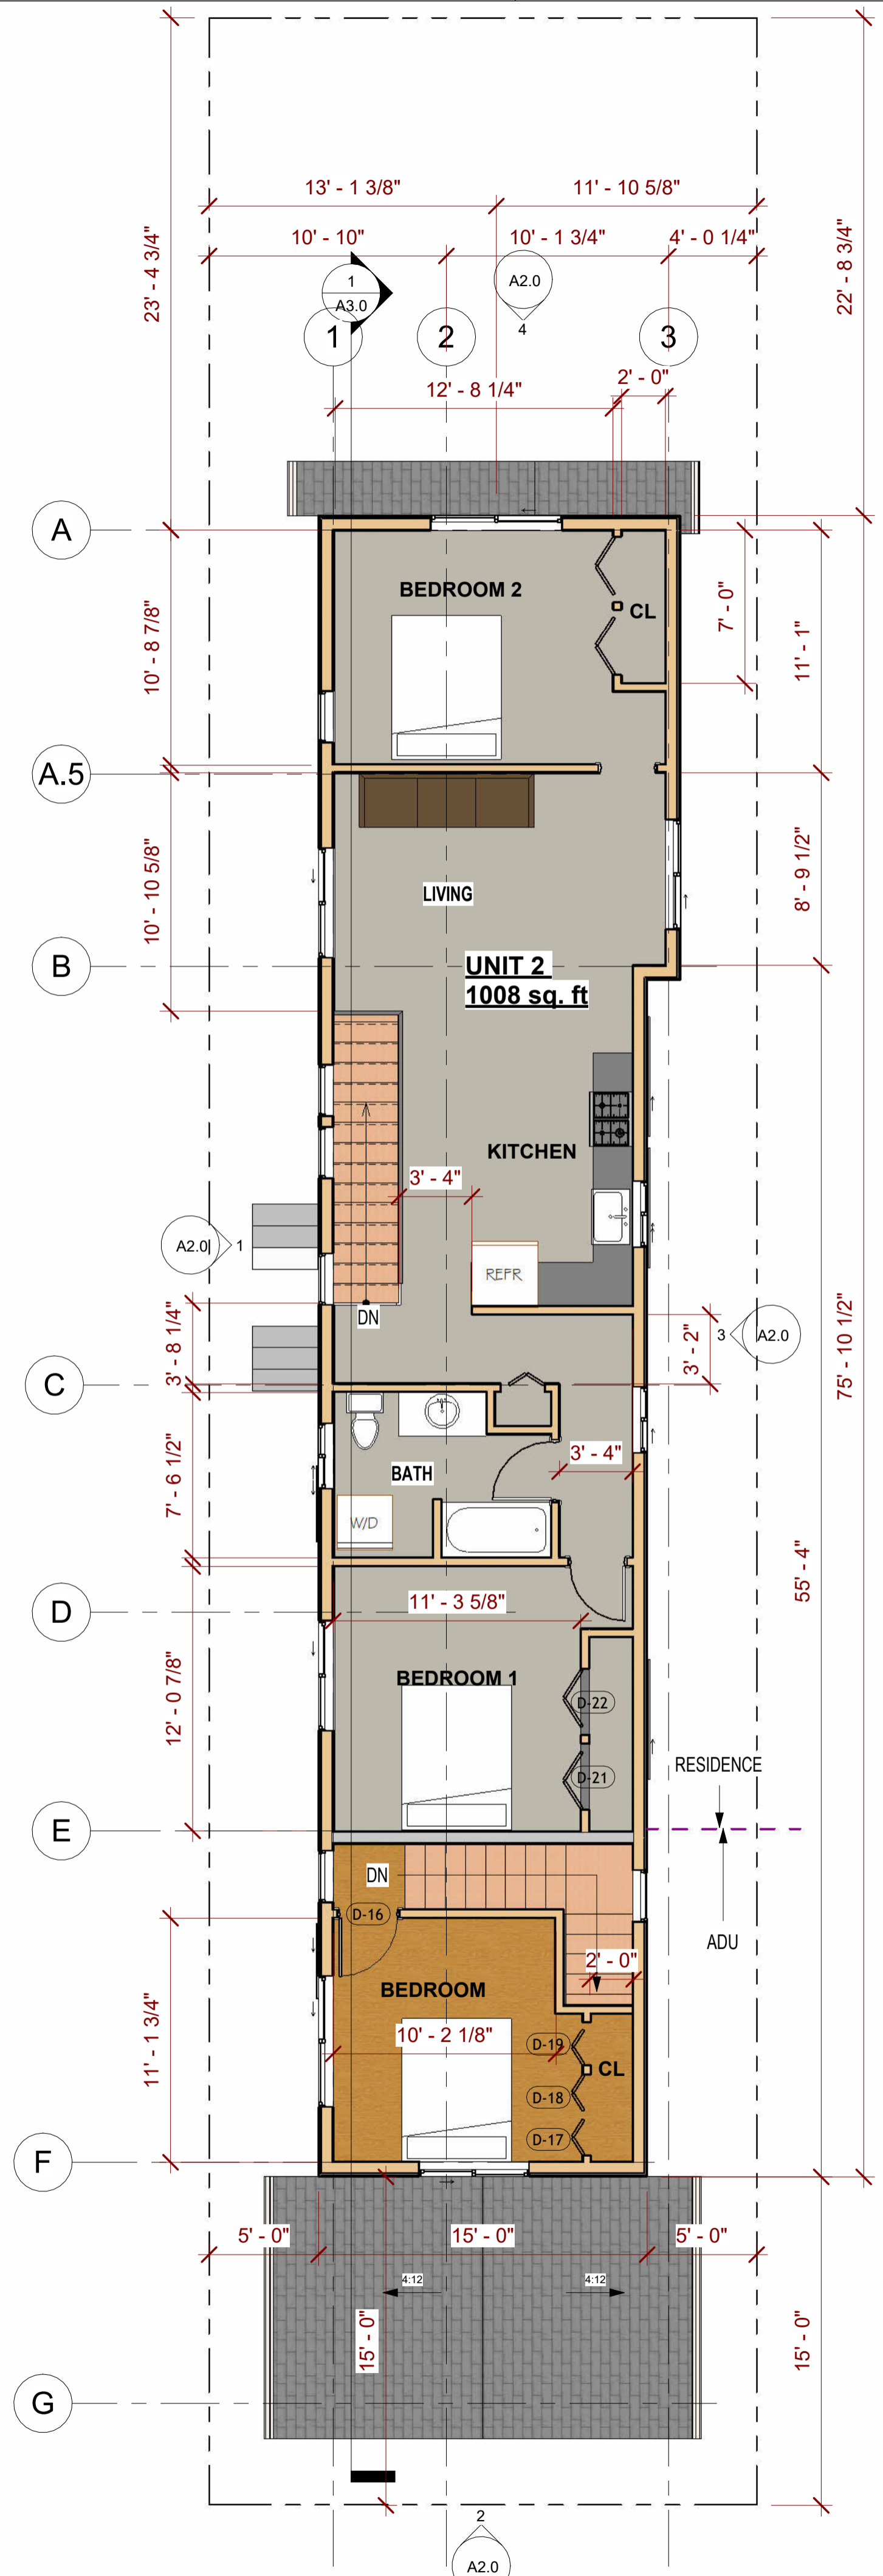 13' - 1 3/8"
11' - 10 5/8"
23' - 4 3/4"
22' - 8 3/4"
10' - 10"
10' - 1 3/4"
4' - 0 1/4"
1
A3.0
A2.0
4
1
2
3
2' - 0"
12' - 8 1/4"
A
BEDROOM 2
CL
7' - 0"
10' - 8 7/8"
11' - 1"
A.5
10' - 10 5/8"
LIVING
8' - 9 1/2"
B
UNIT 2
1008 sq. ft
KITCHEN
3' - 4"
A2.0
1
REFR
DN
3' - 8 1/4"
3' - 2"
3
A2.0
75' - 10 1/2"
C
3' - 4"
BATH
7' - 6 1/2"
W/D
55' - 4"
D
11' - 3 5/8"
BEDROOM 1
D-22
12' - 0 7/8"
D-21
RESIDENCE
E
DN
D-16
ADU
2' - 0"
BEDROOM
11' - 1 3/4"
10' - 2 1/8"
D-19
CL
D-18
D-17
F
5' - 0"
15' - 0"
5' - 0"
4:12
4:12
15' - 0"
15' - 0"
G
2
A2.0